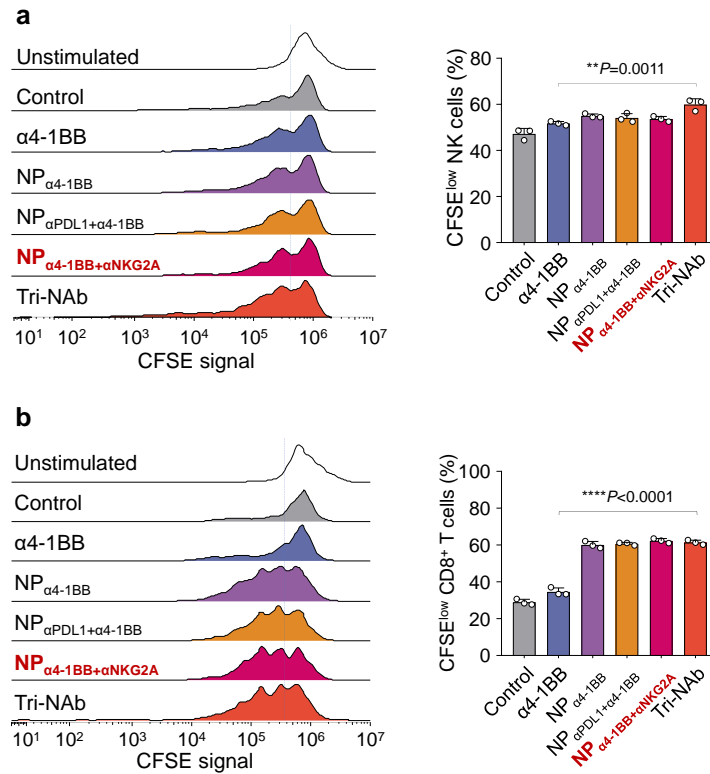 a
Unstimulated
Control
α4-1BB
NPα4-1BB
NPαPDL1+α4-1BB
NPα4-1BB+αNKG2A
Tri-NAb
10¹ 10² 10³ 10⁴ 10⁵ 10⁶ 10⁷
CFSE signal
CFSElow NK cells (%)
80
60
40
20
0
**P=0.0011
Control
α4-1BB
NP α4-1BB
NP αPDL1+α4-1BB
NP α4-1BB+αNKG2A
Tri-NAb
b
Unstimulated
Control
α4-1BB
NPα4-1BB
NPαPDL1+α4-1BB
NPα4-1BB+αNKG2A
Tri-NAb
10¹ 10² 10³ 10⁴ 10⁵ 10⁶ 10⁷
CFSE signal
CFSElow CD8⁺ T cells (%)
100
80
60
40
20
0
****P<0.0001
Control
α4-1BB
NP α4-1BB
NP αPDL1+α4-1BB
NP α4-1BB+αNKG2A
Tri-NAb